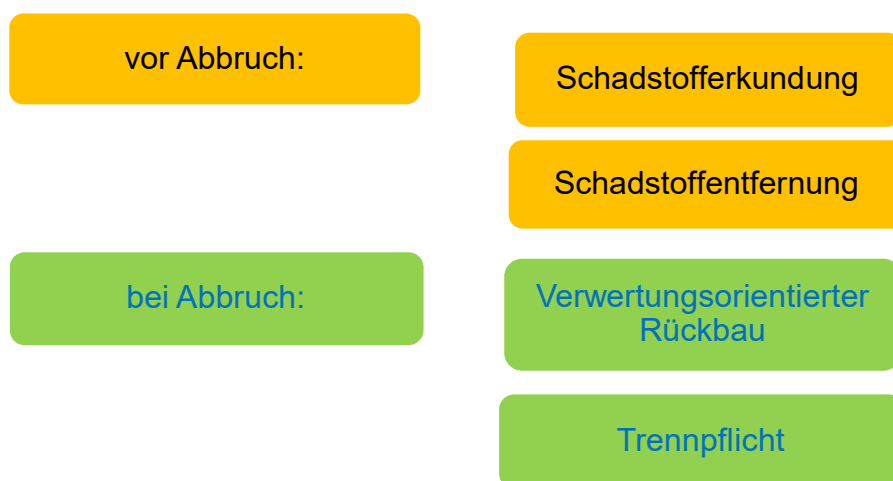 vor Abbruch:
Schadstofferkundung
Schadstoffentfernung
bei Abbruch:
Verwertungsorientierter
Rückbau
Trennpflicht